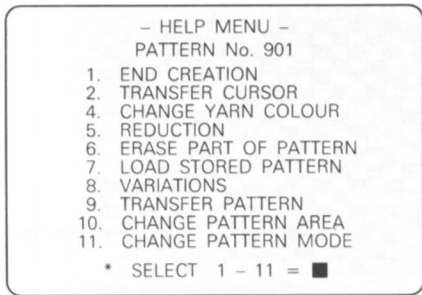 – HELP MENU –
PATTERN No. 901
1. END CREATION
2. TRANSFER CURSOR
4. CHANGE YARN COLOUR
5. REDUCTION
6. ERASE PART OF PATTERN
7. LOAD STORED PATTERN
8. VARIATIONS
9. TRANSFER PATTERN
10. CHANGE PATTERN AREA
11. CHANGE PATTERN MODE
* SELECT 1 – 11 = ■